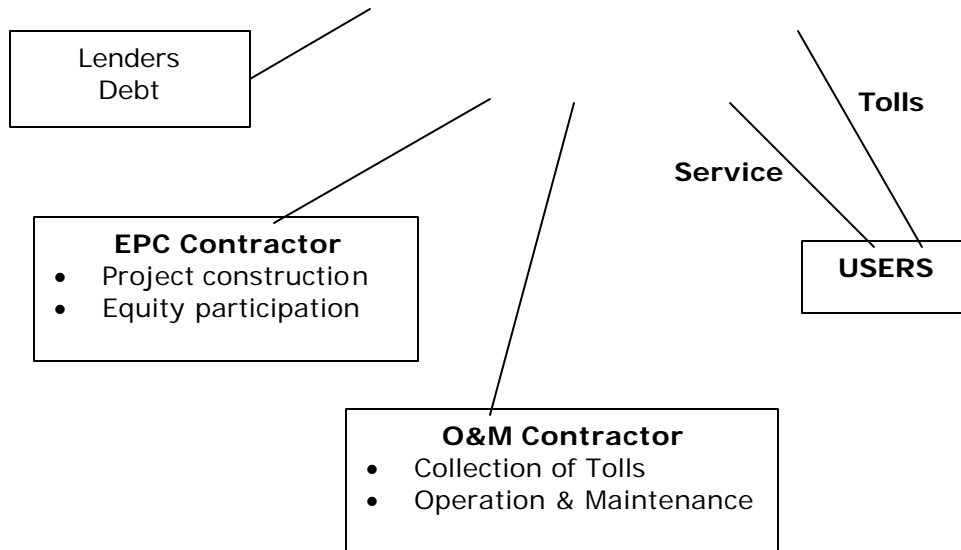 Lenders
Debt
Tolls
Service
EPC Contractor
• Project construction
• Equity participation
USERS
O&M Contractor
• Collection of Tolls
• Operation & Maintenance